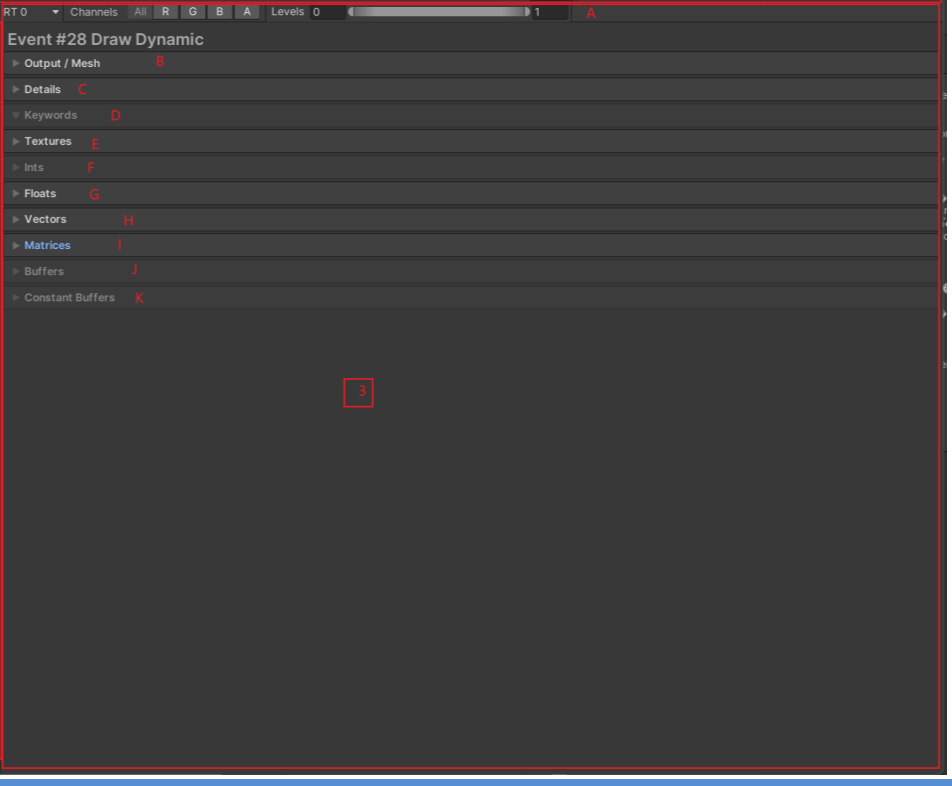 RT 0 Channels All R G B A Levels 0 1 A
Event #28 Draw Dynamic
Output / Mesh B
Details C
Keywords D
Textures E
Ints F
Floats G
Vectors H
Matrices I
Buffers J
Constant Buffers K
3